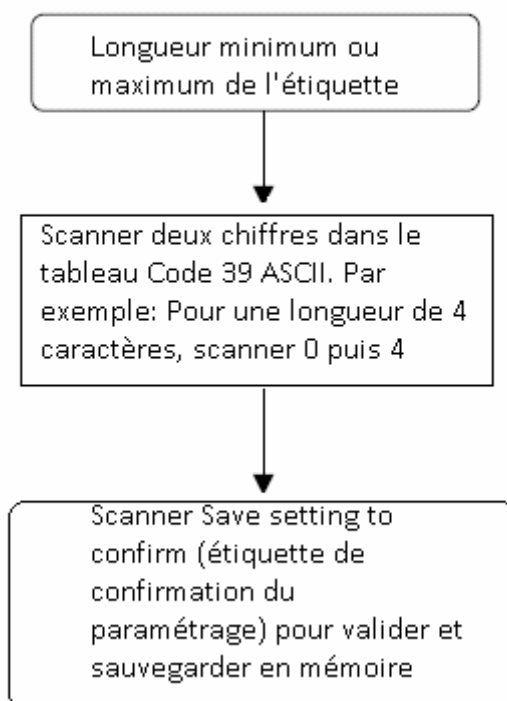 Longueur minimum ou
maximum de l'étiquette
Scanner deux chiffres dans le
tableau Code 39 ASCII. Par
exemple: Pour une longueur de 4
caractères, scanner 0 puis 4
Scanner Save setting to
confirm (étiquette de
confirmation du
paramétrage) pour valider et
sauvegarder en mémoire